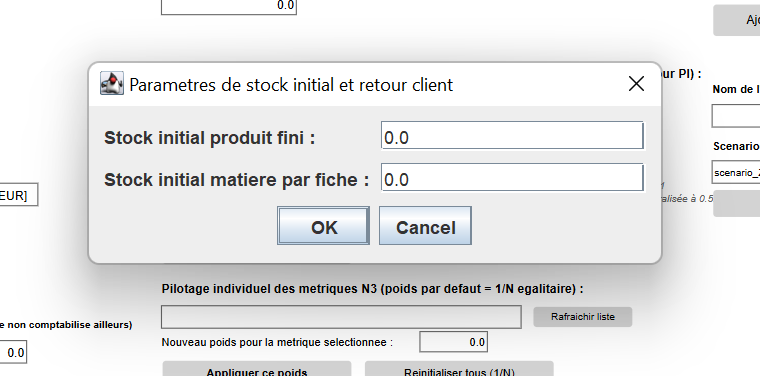 0.0
Parametres de stock initial et retour client
ur PI) :
Nom de l
Stock initial produit fini : 0.0
Scenario
Stock initial matiere par fiche : 0.0
scenario_
EUR]
alisée à 0.5
OK Cancel
Pilotage individuel des metriques N3 (poids par defaut = 1/N egalitaire) :
Rafraichir liste
e non comptabilise ailleurs)
Nouveau poids pour la metrique selectionnee : 0.0
0.0
Appliquer ce poids Reinitialiser tous (1/N)